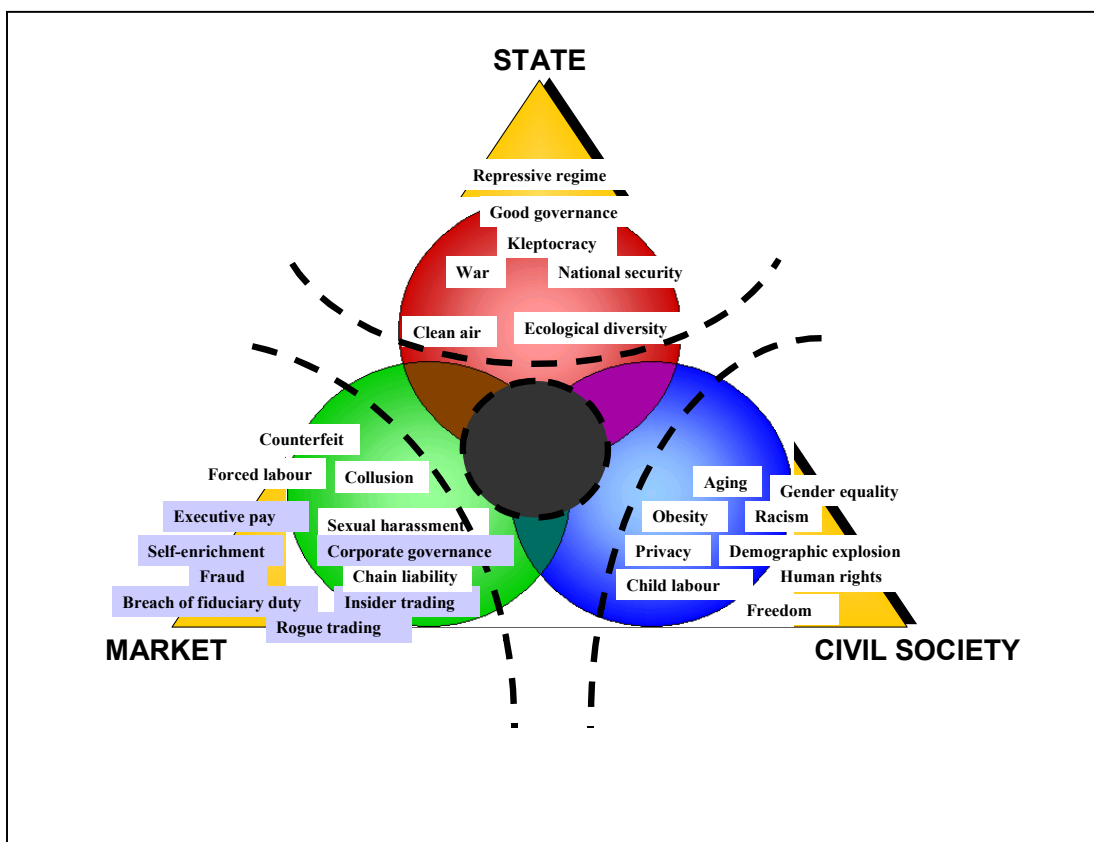 STATE
Repressive regime
Good governance
Kleptocracy
War
National security
Clean air
Ecological diversity
Counterfeit
Forced labour
Collusion
Executive pay
Sexual harassment
Self-enrichment
Corporate governance
Fraud
Chain liability
Breach of fiduciary duty
Insider trading
Rogue trading
MARKET
Aging
Gender equality
Obesity
Racism
Privacy
Demographic explosion
Child labour
Human rights
Freedom
CIVIL SOCIETY